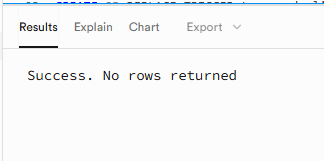 Results Explain Chart Export
Success. No rows returned